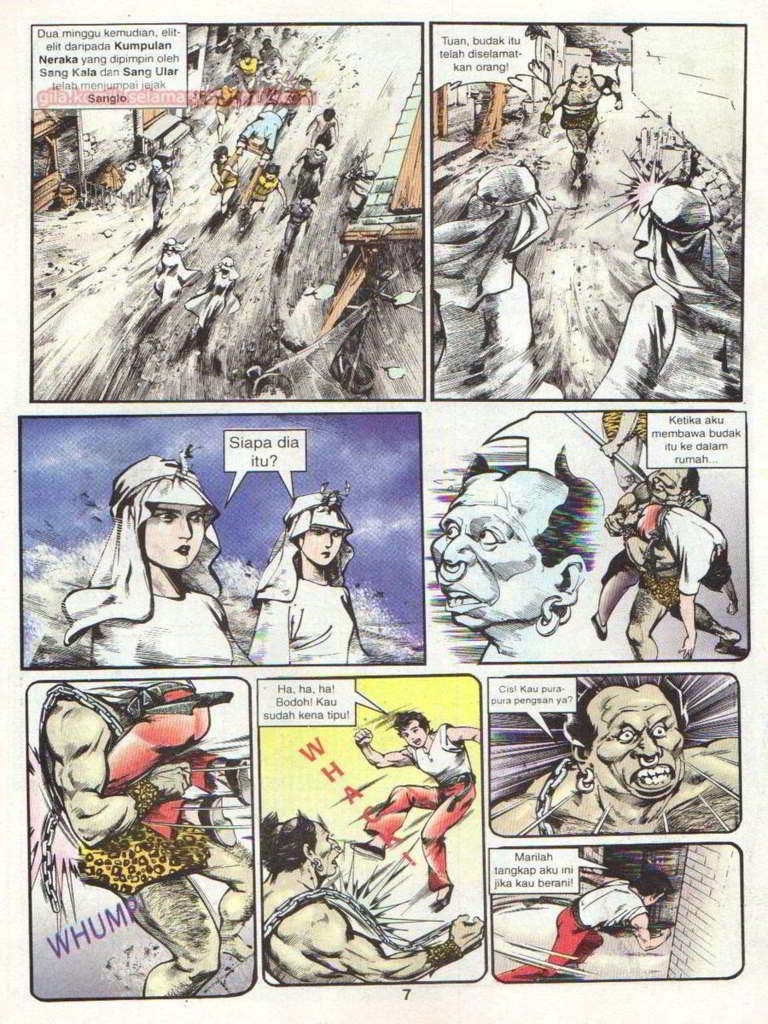 Dua minggu kemudian, elit-
elit daripada Kumpulan
Neraka yang dipimpin oleh
Sang Kala dan Sang Ular
telah menjumpai jejak
Sanglo.
Tuan, budak itu
telah diselamat-
kan orang!
Siapa dia
itu?
Ketika aku
membawa budak
itu ke dalam
rumah...
WHUMP!
Ha, ha, ha!
Bodoh! Kau
sudah kena tipu!
WHACK!
Cis! Kau pura-
pura pengsan ya?
Marilah
tangkap aku ini
jika kau berani!
7